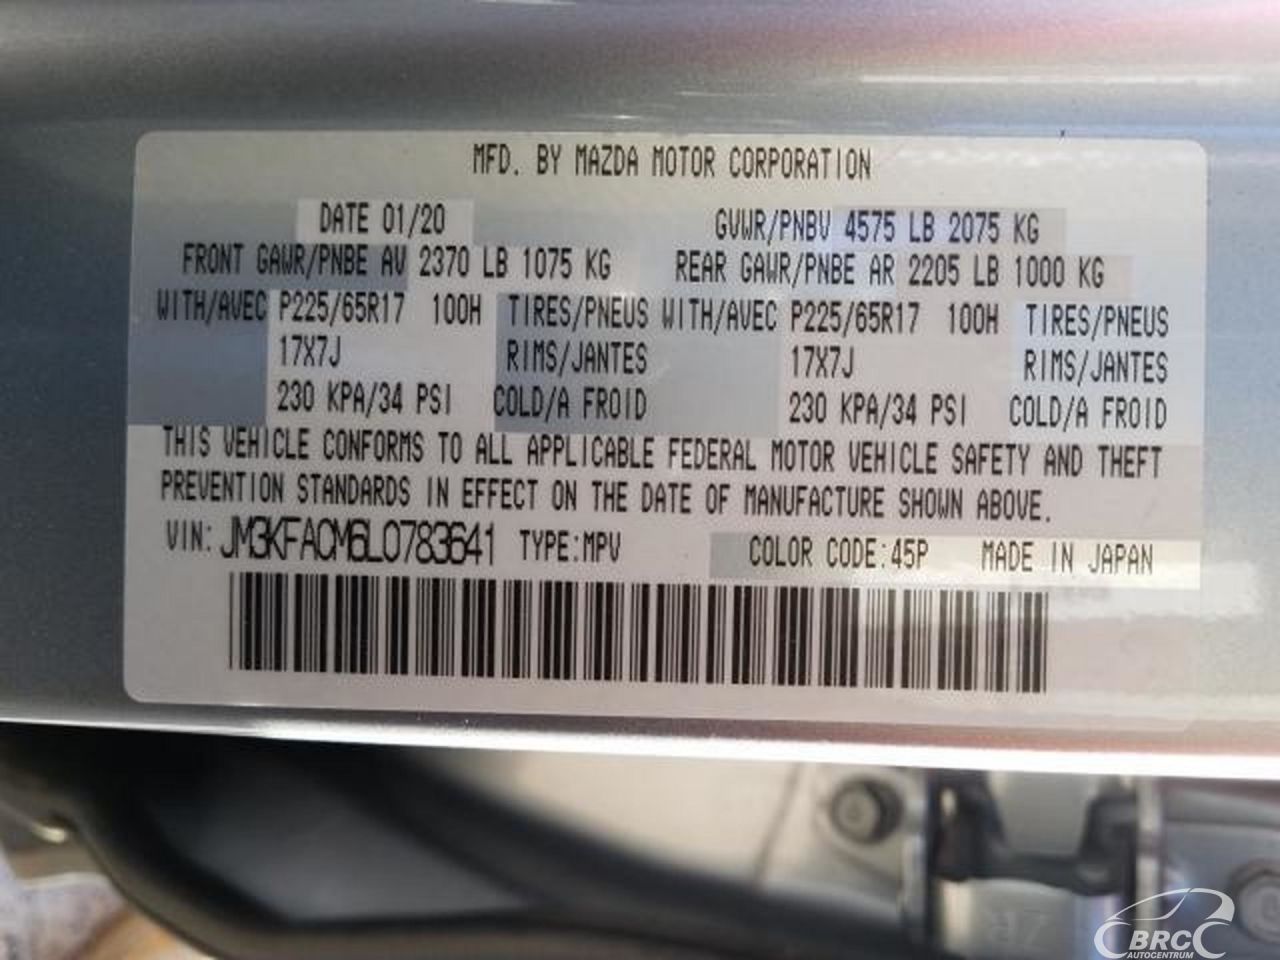 MFD. BY MAZDA MOTOR CORPORATION
DATE 01/20 GVWR/PNBV 4575 LB 2075 KG
FRONT GAWR/PNBE AV 2370 LB 1075 KG REAR GAWR/PNBE AR 2205 LB 1000 KG
WITH/AVEC P225/65R17 100H TIRES/PNEUS WITH/AVEC P225/65R17 100H TIRES/PNEUS
17X7J RIMS/JANTES 17X7J RIMS/JANTES
230 KPA/34 PSI COLD/A FROID 230 KPA/34 PSI COLD/A FROID
THIS VEHICLE CONFORMS TO ALL APPLICABLE FEDERAL MOTOR VEHICLE SAFETY AND THEFT
PREVENTION STANDARDS IN EFFECT ON THE DATE OF MANUFACTURE SHOWN ABOVE.
VIN: JM3KFACM6L0783641 TYPE:MPV COLOR CODE:45P MADE IN JAPAN
BRC
AUTOCENTRUM